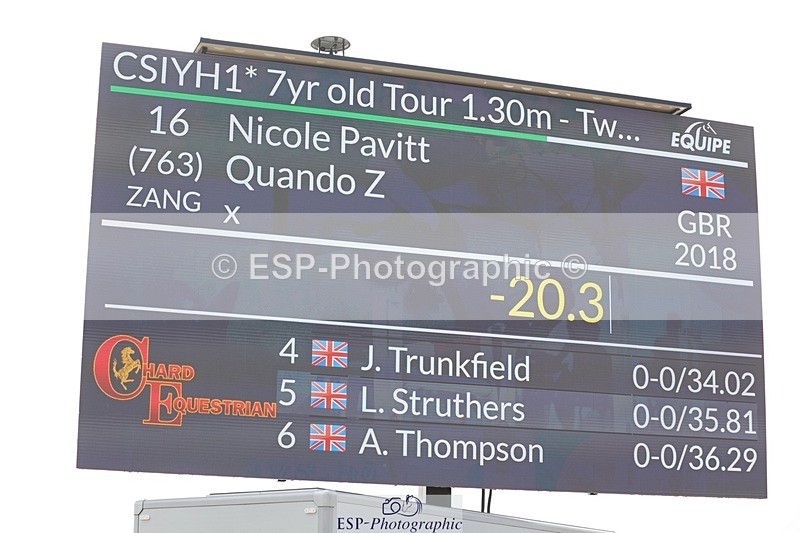 CSIYH1* 7yr old Tour 1.30m - Tw...
EQUIPE
16 Nicole Pavitt
(763) Quando Z
ZANG x
GBR
2018
© ESP-Photographic ©
-20.3
CHARD EQUESTRIAN
4 J. Trunkfield 0-0/34.02
5 L. Struthers 0-0/35.81
6 A. Thompson 0-0/36.29
ESP-Photographic